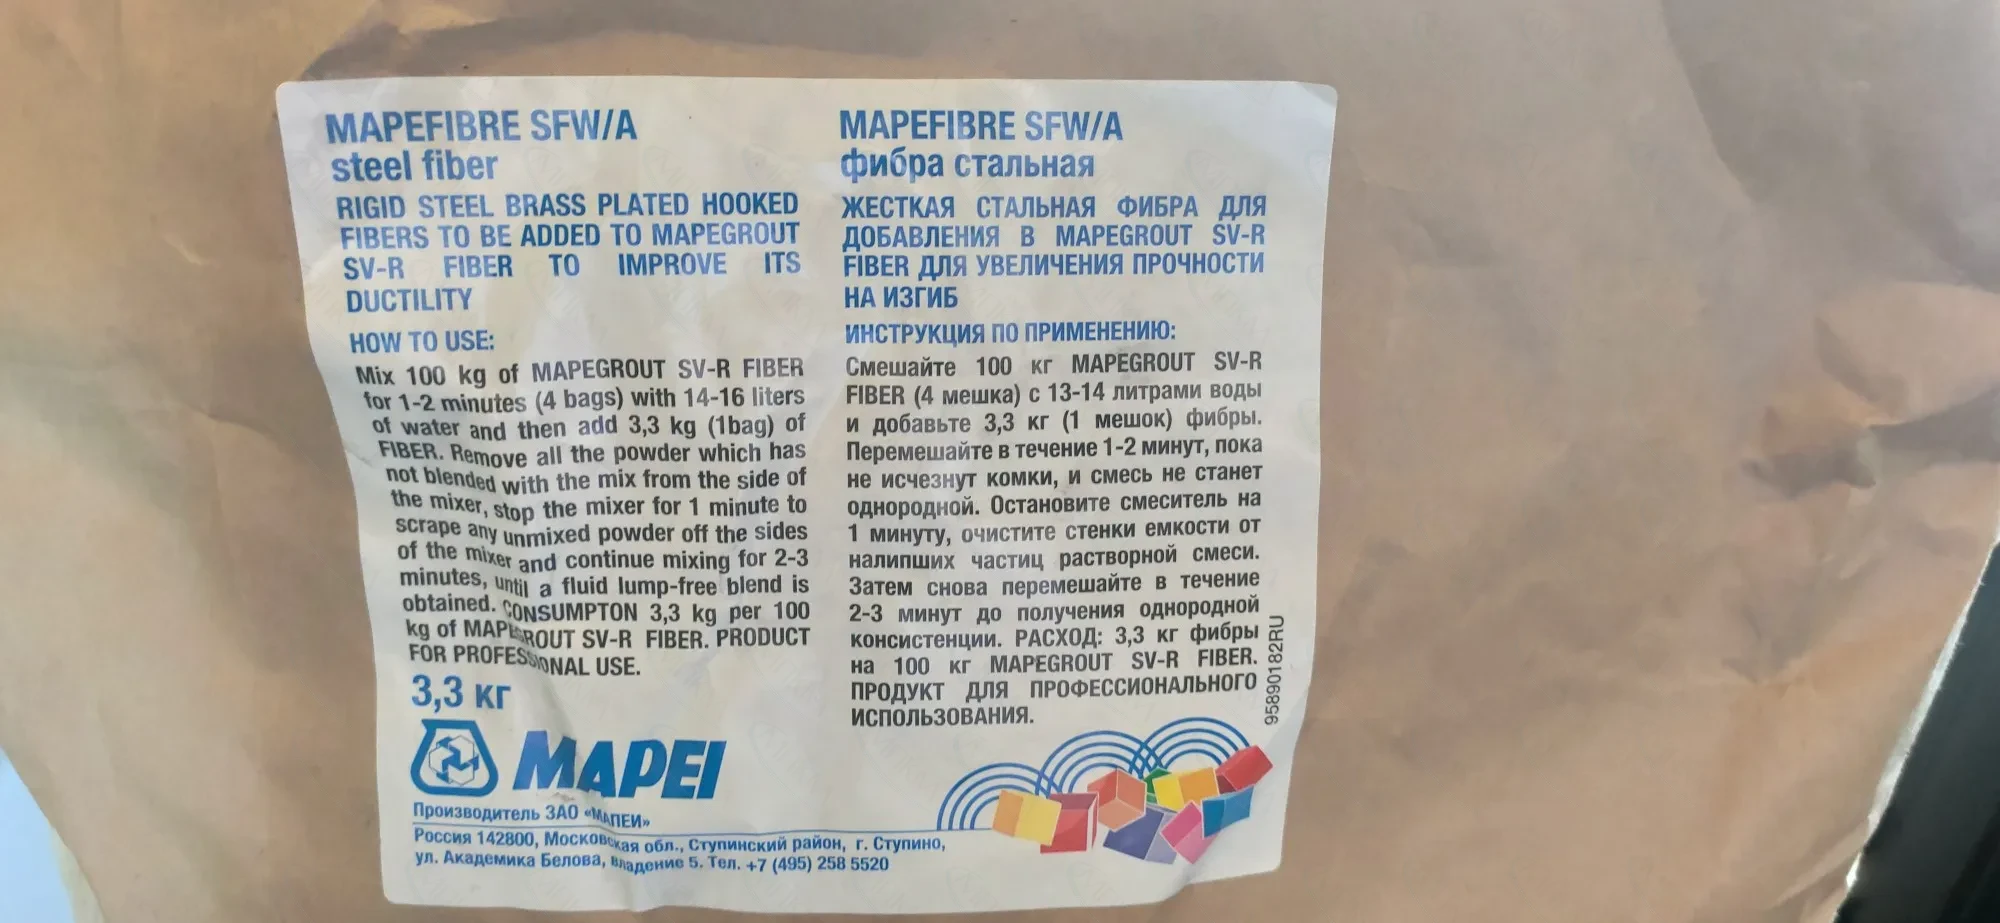 MAPEFIBRE SFW/A
steel fiber
RIGID STEEL BRASS PLATED HOOKED
FIBERS TO BE ADDED TO MAPEGROUT
SV-R FIBER TO IMPROVE ITS
DUCTILITY
HOW TO USE:
Mix 100 kg of MAPEGROUT SV-R FIBER
for 1-2 minutes (4 bags) with 14-16 liters
of water and then add 3,3 kg (1bag) of
FIBER. Remove all the powder which has
not blended with the mix from the side of
the mixer, stop the mixer for 1 minute to
scrape any unmixed powder off the sides
of the mixer and continue mixing for 2-3
minutes, until a fluid lump-free blend is
obtained. CONSUMPTON 3,3 kg per 100
kg of MAPEGROUT SV-R FIBER. PRODUCT
FOR PROFESSIONAL USE.
3,3 кг
MAPEI
Производитель ЗАО «МАПЕИ»
Россия 142800, Московская обл., Ступинский район, г. Ступино,
ул. Академика Белова, владение 5. Тел. +7 (495) 258 5520
MAPEFIBRE SFW/A
фибра стальная
ЖЕСТКАЯ СТАЛЬНАЯ ФИБРА ДЛЯ
ДОБАВЛЕНИЯ В MAPEGROUT SV-R
FIBER ДЛЯ УВЕЛИЧЕНИЯ ПРОЧНОСТИ
НА ИЗГИБ
ИНСТРУКЦИЯ ПО ПРИМЕНЕНИЮ:
Смешайте 100 кг MAPEGROUT SV-R
FIBER (4 мешка) с 13-14 литрами воды
и добавьте 3,3 кг (1 мешок) фибры.
Перемешайте в течение 1-2 минут, пока
не исчезнут комки, и смесь не станет
однородной. Остановите смеситель на
1 минуту, очистите стенки емкости от
налипших частиц растворной смеси.
Затем снова перемешайте в течение
2-3 минут до получения однородной
консистенции. РАСХОД: 3,3 кг фибры
на 100 кг MAPEGROUT SV-R FIBER.
ПРОДУКТ ДЛЯ ПРОФЕССИОНАЛЬНОГО
ИСПОЛЬЗОВАНИЯ.
95890182RU